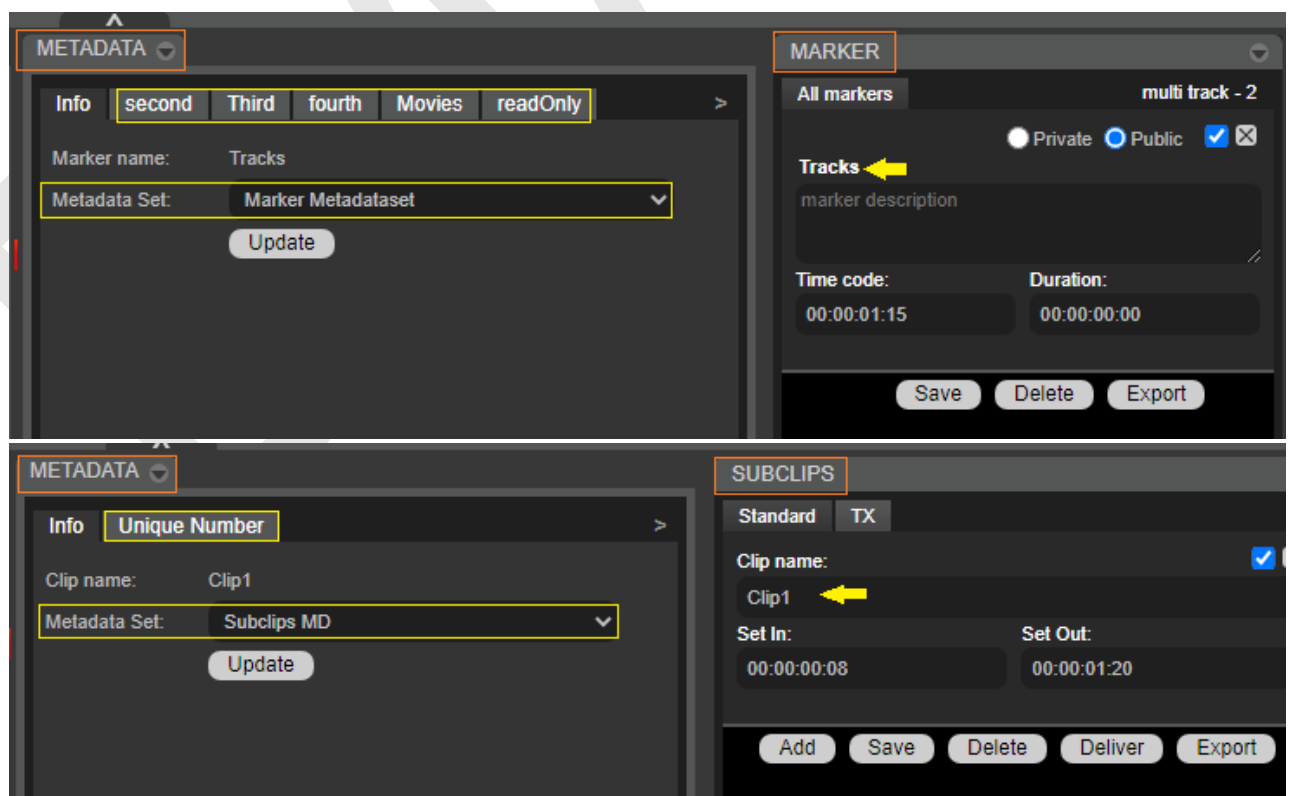 METADATA
Info second Third fourth Movies readOnly >
Marker name: Tracks
Metadata Set: Marker Metadataset
Update
MARKER
All markers multi track - 2
Private Public
Tracks
marker description
Time code: Duration:
00:00:01:15 00:00:00:00
Save Delete Export
METADATA
Info Unique Number >
Clip name: Clip1
Metadata Set: Subclips MD
Update
SUBCLIPS
Standard TX
Clip name:
Clip1
Set In: Set Out:
00:00:00:08 00:00:01:20
Add Save Delete Deliver Export